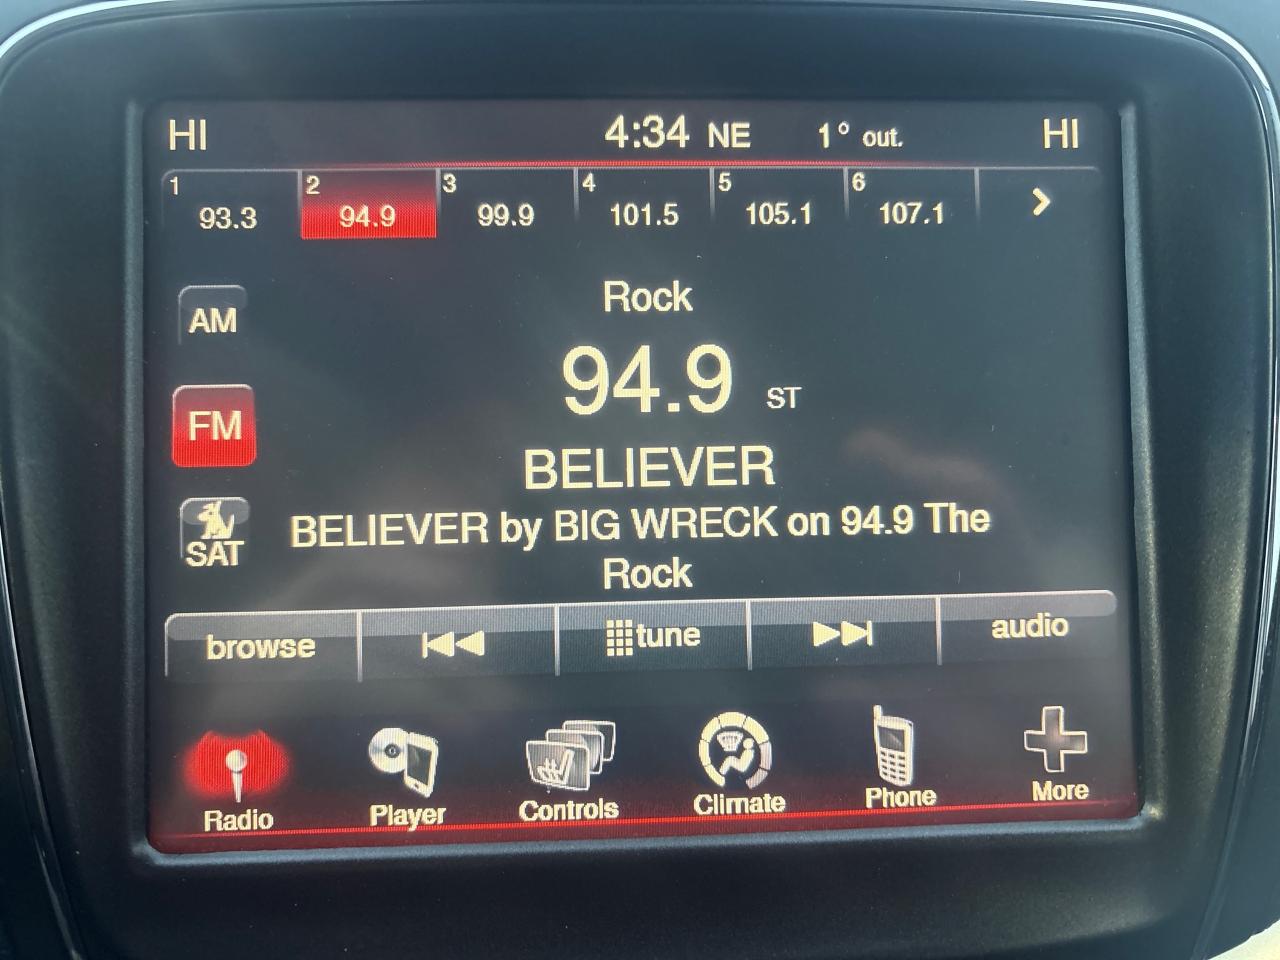 HI 4:34 NE 1° out. HI
1 93.3 2 94.9 3 99.9 4 101.5 5 105.1 6 107.1
Rock
AM
94.9 ST
FM
BELIEVER
BELIEVER by BIG WRECK on 94.9 The
Rock
SAT
browse tune audio
Radio Player Controls Climate Phone More